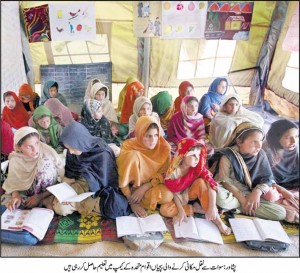 پشاور: سوات سے نقل مکانی کرنے والی بچیاں اقوام متحدہ کے کیمپ میں تعلیم حاصل کر رہی ہیں